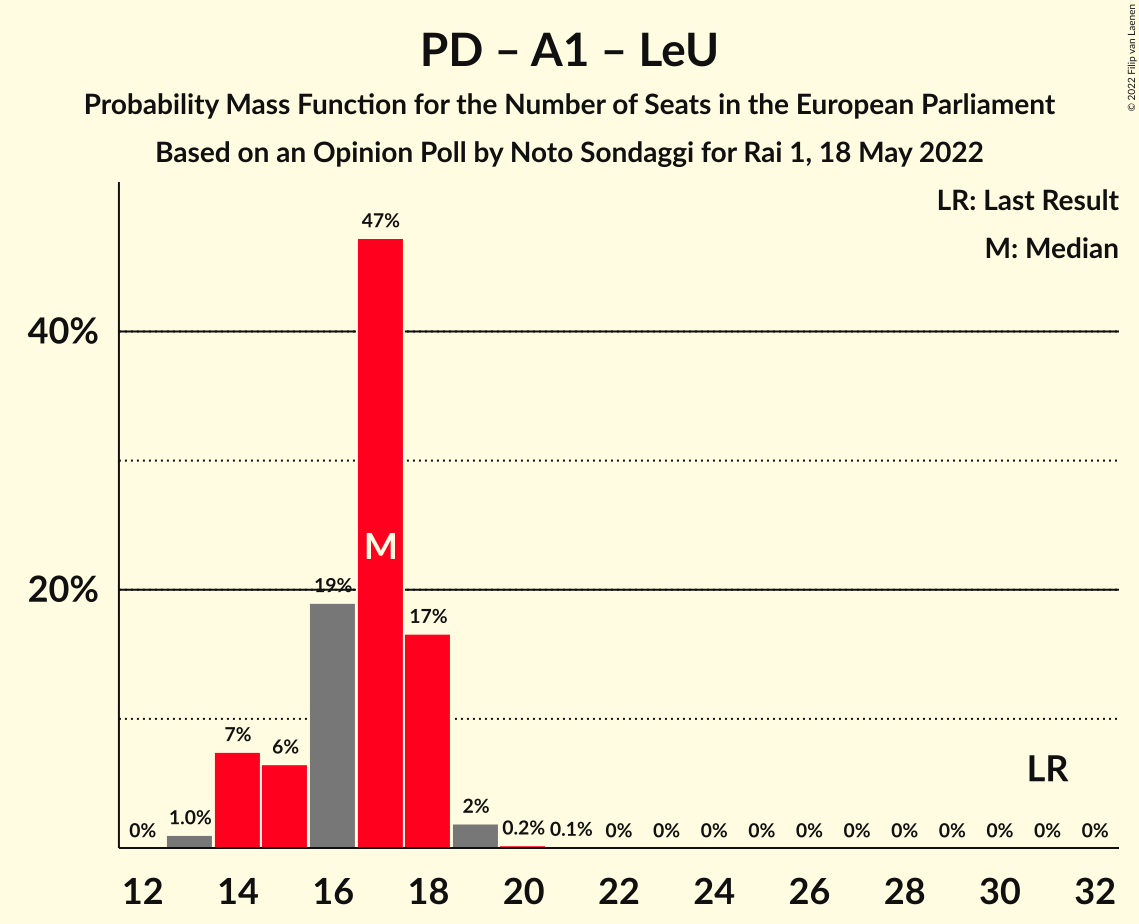 PD – A1 – LeU
Probability Mass Function for the Number of Seats in the European Parliament
Based on an Opinion Poll by Noto Sondaggi for Rai 1, 18 May 2022
© 2022 Filip van Laenen
LR: Last Result
M: Median
47%
40%
M
20%
19%
17%
7%
6%
LR
0% 1.0% 2% 0.2% 0.1% 0% 0% 0% 0% 0% 0% 0% 0% 0% 0% 0%
12 14 16 18 20 22 24 26 28 30 32